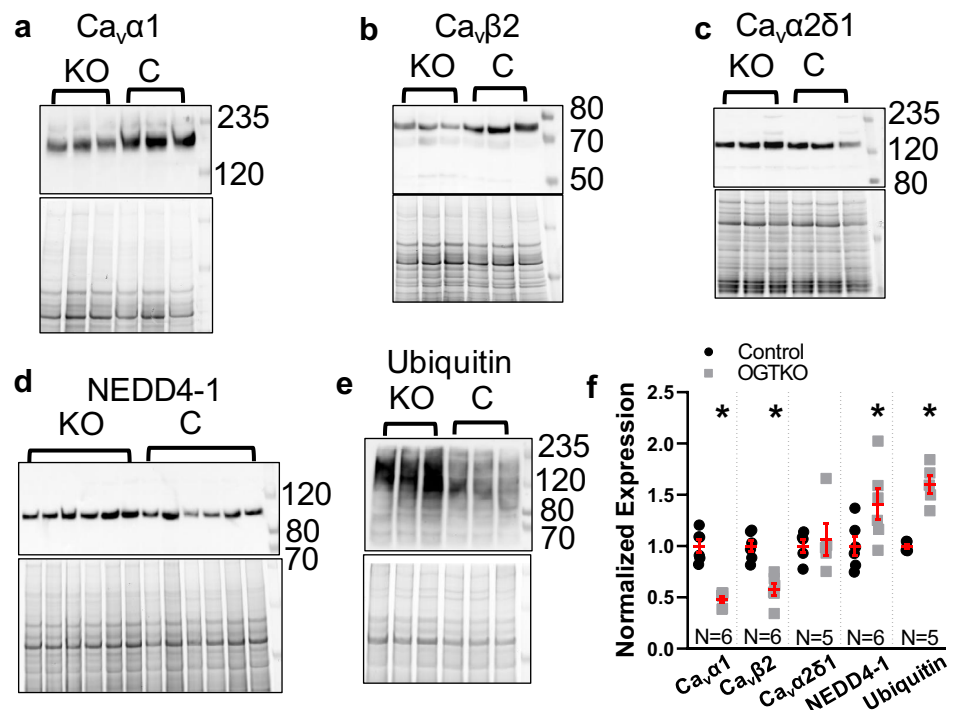 a Caᵥα1
KO C
235
120
b Caᵥβ2
KO C
80
70
50
c Caᵥα2δ1
KO C
235
120
80
d NEDD4-1
KO C
120
80
70
e Ubiquitin
KO C
235
120
80
70
f
Control
OGTKO
Normalized Expression
2.5
2.0
1.5
1.0
0.5
0.0
* * * *
N=6 N=6 N=5 N=6 N=5
Caᵥα1 Caᵥβ2 Caᵥα2δ1 NEDD4-1 Ubiquitin